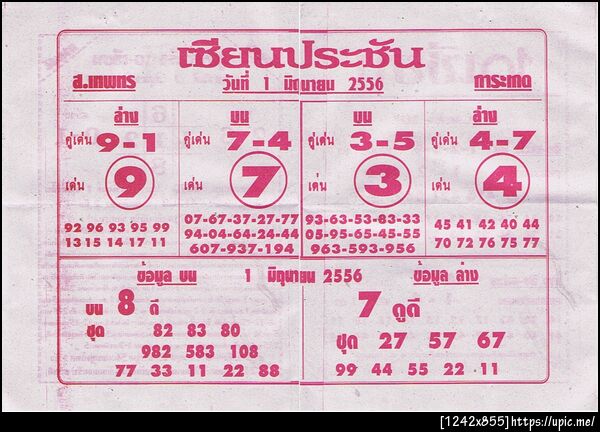 เซียนประชัน
ส.เทพทร วันที่ 1 มิถุนายน 2556 การะเกด
ล่าง บน บน ล่าง
คู่เด่น 9-1 คู่เด่น 7-4 คู่เด่น 3-5 คู่เด่น 4-7
เด่น 9 เด่น 7 เด่น 3 เด่น 4
92 96 93 95 99 07-67-37-27-77 93-63-53-83-33 45 41 42 40 44
13 15 14 17 11 94-04-64-24-44 05-95-65-45-55 70 72 76 75 77
607-937-194 963-593-956
ข้อมูล บน 1 มิถุนายน 2556 ข้อมูล ล่าง
บน 8 ดี 7 ดูดี
ชุด 82 83 80 ชุด 27 57 67
982 583 108
77 33 11 22 88 99 44 55 22 11
[1242x855]https://upic.me/